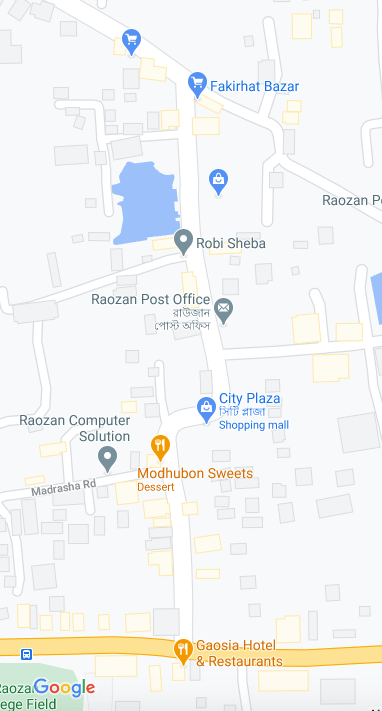 Fakirhat Bazar
Raozan Po
Robi Sheba
Raozan Post Office
রাউজান
পোস্ট অফিস
City Plaza
সিটি প্লাজা
Shopping mall
Raozan Computer
Solution
Modhubon Sweets
Dessert
Madrasha Rd
Gaosia Hotel
& Restaurants
Raozan
ege Field
Google